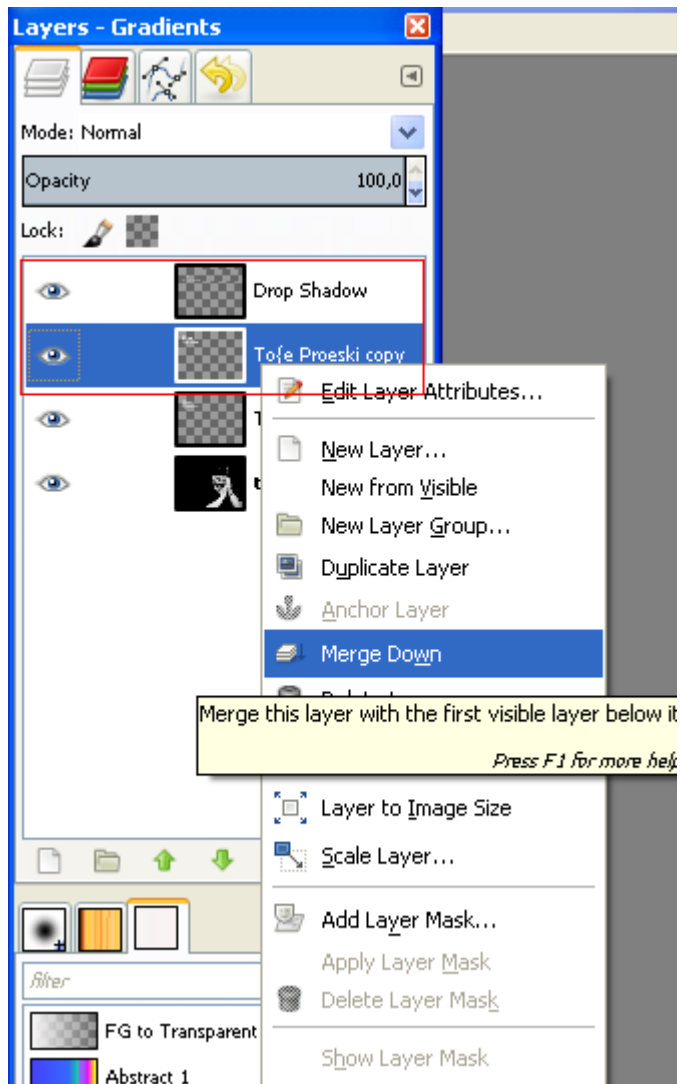 Layers - Gradients
Mode: Normal
Opacity 100,0
Lock:
Drop Shadow
To{e Proeski copy
T
t
Edit Layer Attributes...
New Layer...
New from Visible
New Layer Group...
Duplicate Layer
Anchor Layer
Merge Down
Merge this layer with the first visible layer below it
Press F1 for more help
Layer to Image Size
Scale Layer...
Add Layer Mask...
Apply Layer Mask
Delete Layer Mask
Show Layer Mask
filter
FG to Transparent
Abstract 1